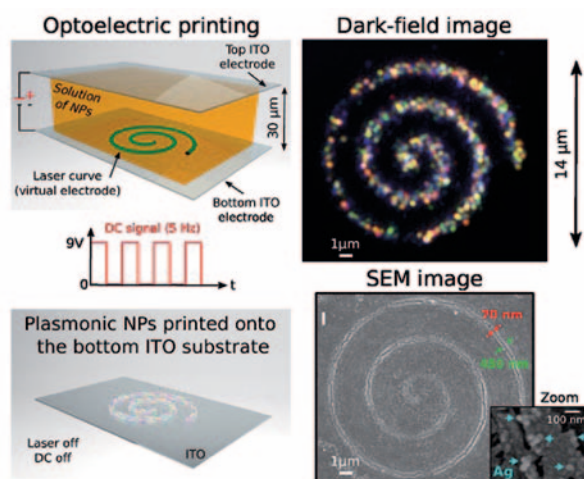 Optoelectric printing
Top ITO
electrode
Solution
of NPs
30 μm
Laser curve
(virtual electrode)
Bottom ITO
electrode
DC signal (5 Hz)
9V
0
t
Plasmonic NPs printed onto
the bottom ITO substrate
Laser off
DC off
ITO
Dark-field image
14 μm
1μm
SEM image
nm
nm
1μm
Zoom
100 nm
Ag